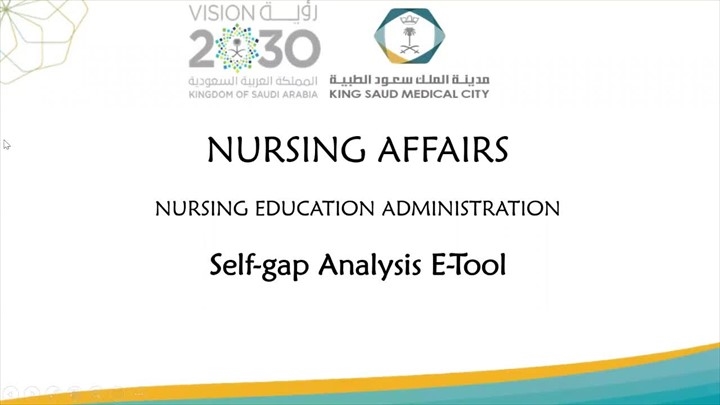 VISION رؤيــة
2030
المملكة العربية السعودية
KINGDOM OF SAUDI ARABIA
مدينة الملك سعود الطبية
KING SAUD MEDICAL CITY
NURSING AFFAIRS
NURSING EDUCATION ADMINISTRATION
Self-gap Analysis E-Tool